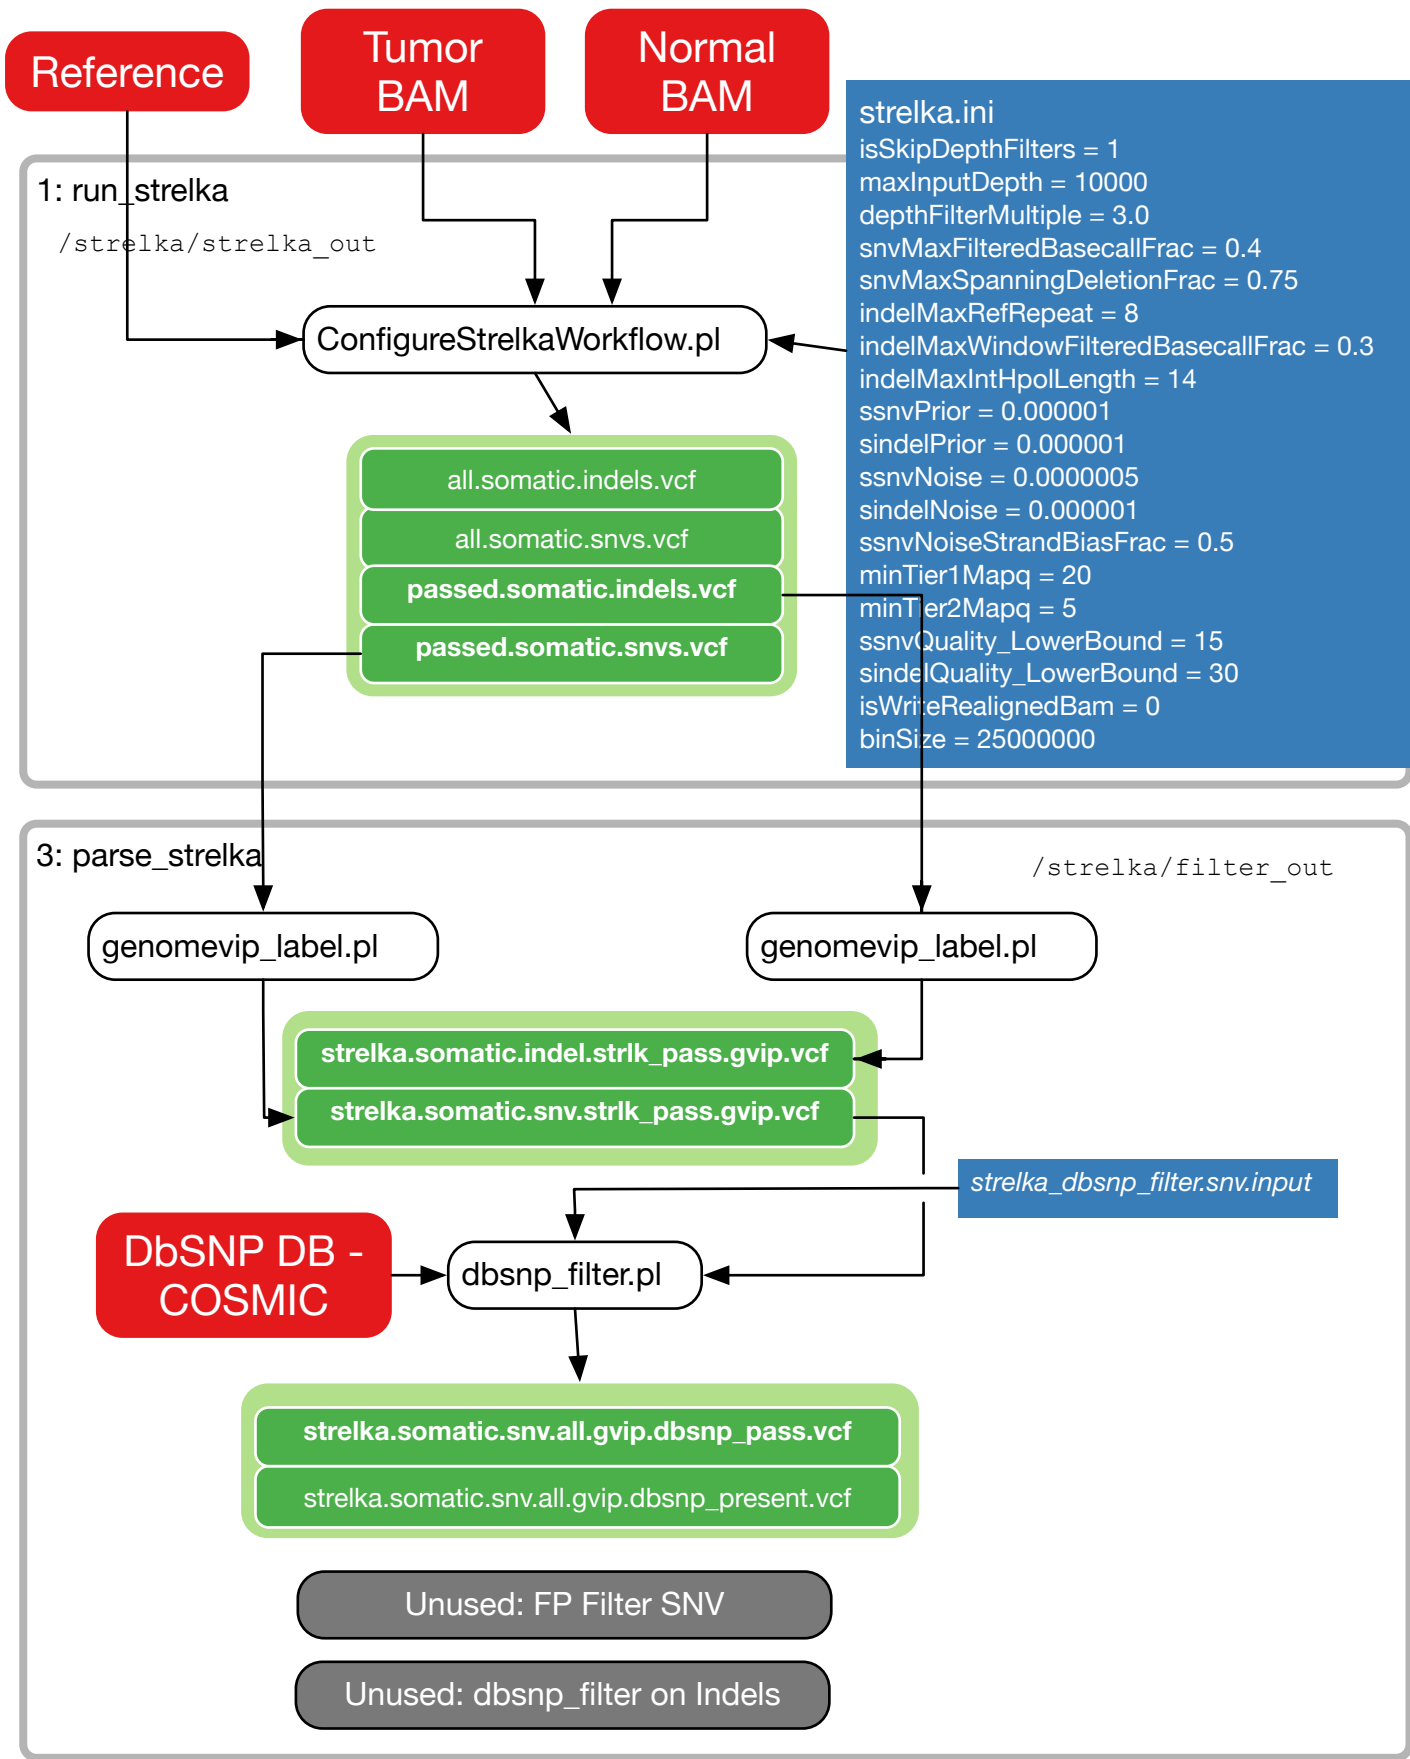 Reference
Tumor
BAM
Normal
BAM
strelka.ini
isSkipDepthFilters = 1
maxInputDepth = 10000
depthFilterMultiple = 3.0
snvMaxFilteredBasecallFrac = 0.4
snvMaxSpanningDeletionFrac = 0.75
indelMaxRefRepeat = 8
indelMaxWindowFilteredBasecallFrac = 0.3
indelMaxIntHpolLength = 14
ssnvPrior = 0.000001
sindelPrior = 0.000001
ssnvNoise = 0.0000005
sindelNoise = 0.000001
ssnvNoiseStrandBiasFrac = 0.5
minTier1Mapq = 20
minTier2Mapq = 5
ssnvQuality_LowerBound = 15
sindelQuality_LowerBound = 30
isWriteRealignedBam = 0
binSize = 25000000
1: run_strelka
/strelka/strelka_out
ConfigureStrelkaWorkflow.pl
all.somatic.indels.vcf
all.somatic.snvs.vcf
passed.somatic.indels.vcf
passed.somatic.snvs.vcf
3: parse_strelka
/strelka/filter_out
genomevip_label.pl
genomevip_label.pl
strelka.somatic.indel.strlk_pass.gvip.vcf
strelka.somatic.snv.strlk_pass.gvip.vcf
strelka_dbsnp_filter.snv.input
DbSNP DB -
COSMIC
dbsnp_filter.pl
strelka.somatic.snv.all.gvip.dbsnp_pass.vcf
strelka.somatic.snv.all.gvip.dbsnp_present.vcf
Unused: FP Filter SNV
Unused: dbsnp_filter on Indels